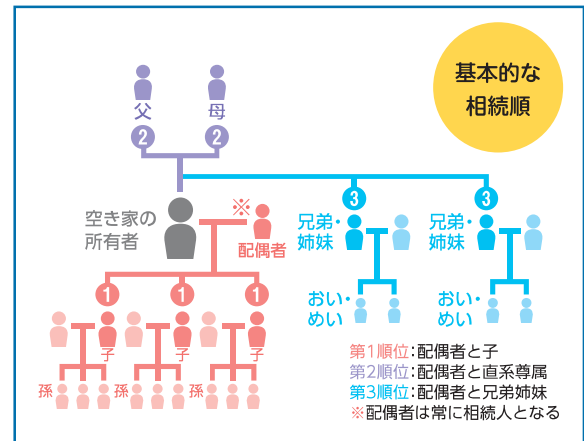 基本的な
相続順
父 母
2 2
3 3
空き家の
所有者
※
配偶者
兄弟・
姉妹
兄弟・
姉妹
1 1 1
おい・
めい
おい・
めい
子 子 子
孫 孫 孫
第1順位:配偶者と子
第2順位:配偶者と直系尊属
第3順位:配偶者と兄弟姉妹
※配偶者は常に相続人となる